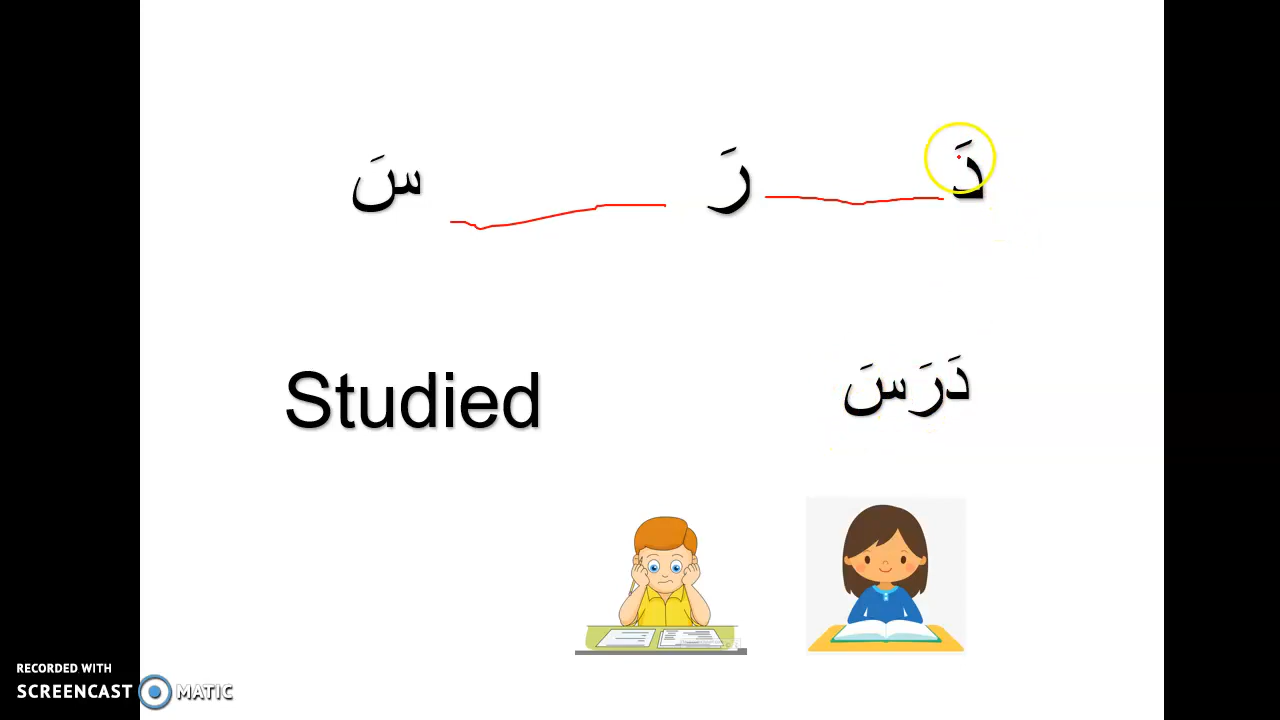 دَ رَ سَ
دَرَسَ
Studied
RECORDED WITH
SCREENCAST MATIC